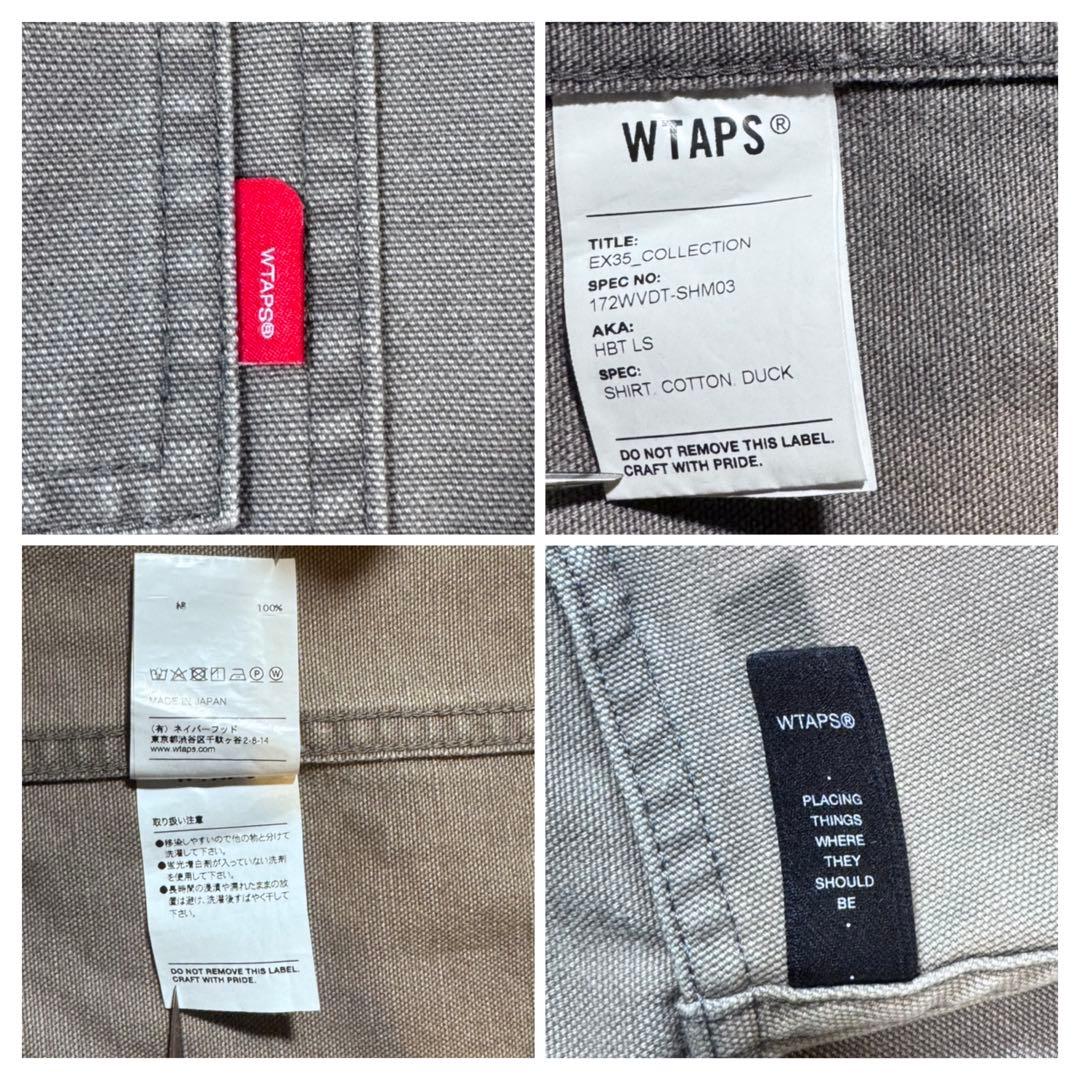 WTAPS®
WTAPS®
TITLE:
EX35_COLLECTION
SPEC NO:
172WVDT-SHM03
AKA:
HBT LS
SPEC:
SHIRT. COTTON. DUCK
DO NOT REMOVE THIS LABEL.
CRAFT WITH PRIDE.
綿 100%
P W
MADE IN JAPAN
(有) ネイバーフッド
東京都渋谷区千駄ヶ谷2-8-14
www.wtaps.com
WTAPS
取り扱い注意
●移染しやすいので他の物と分けて
洗濯して下さい。
●蛍光増白剤が入っていない洗剤
を使用して下さい。
●長時間の浸漬や濡れたままの放
置は避け、洗濯後すばやく干して
下さい。
DO NOT REMOVE THIS LABEL.
CRAFT WITH PRIDE.
WTAPS®
PLACING
THINGS
WHERE
THEY
SHOULD
BE